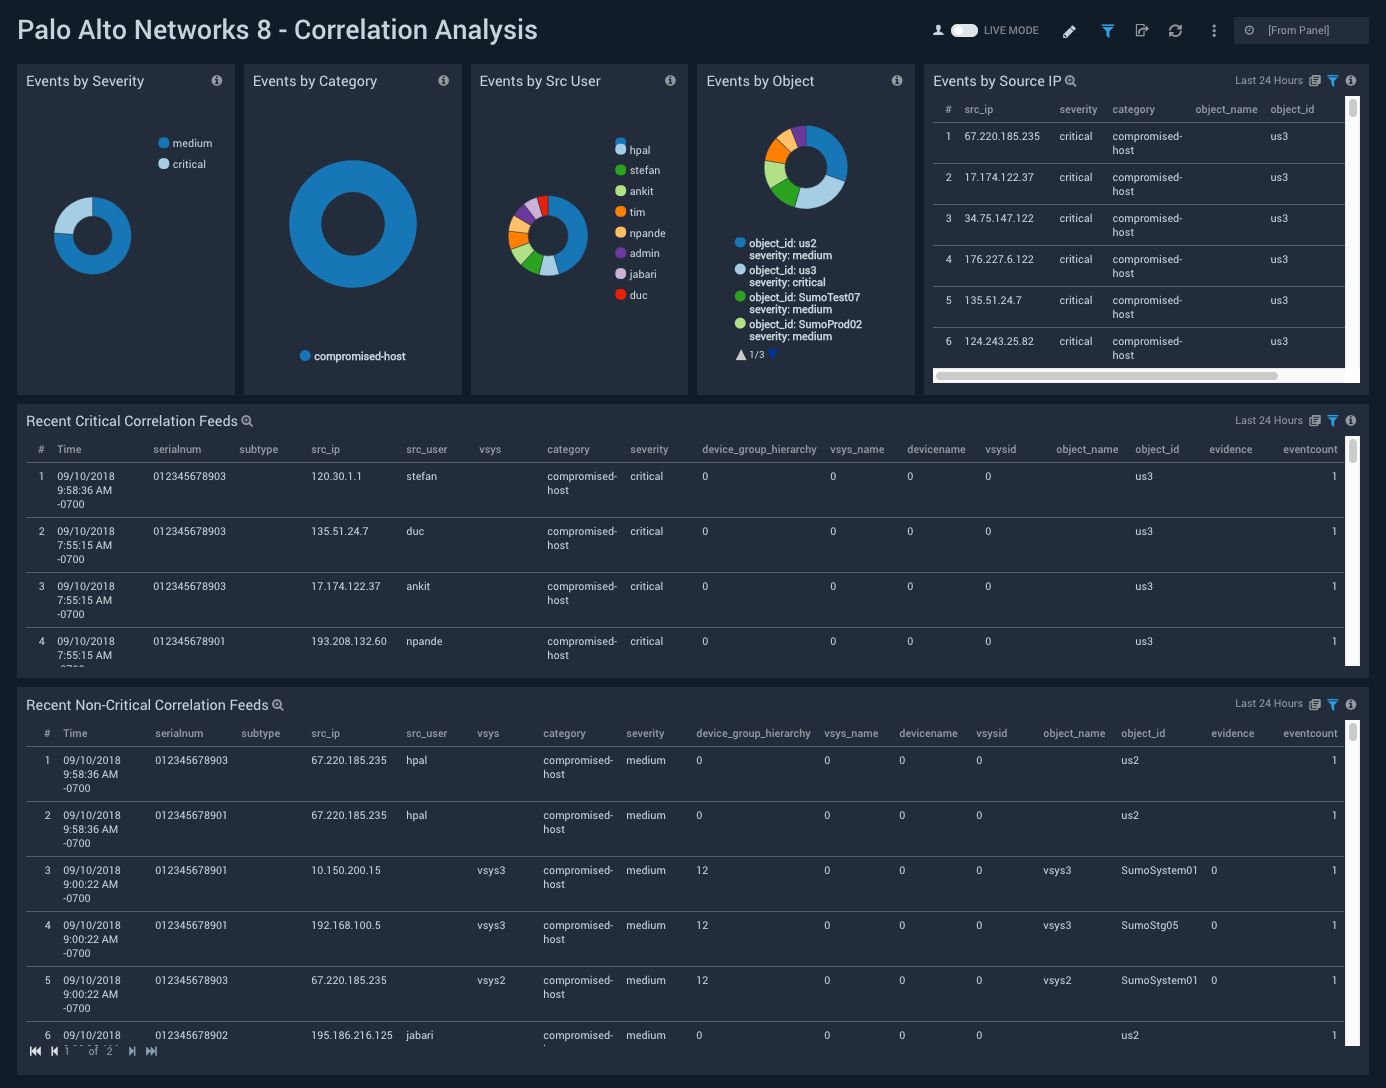 Palo Alto Networks 8 - Correlation Analysis
LIVE MODE
[From Panel]
Events by Severity
medium
critical
Events by Category
compromised-host
Events by Src User
hpal
stefan
ankit
tim
npande
admin
jabari
duc
Events by Object
object_id: us2
severity: medium
object_id: us3
severity: critical
object_id: SumoTest07
severity: medium
object_id: SumoProd02
severity: medium
1/3
Events by Source IP Last 24 Hours
# src_ip severity category object_name object_id
1 67.220.185.235 critical compromised- us3
host
2 17.174.122.37 critical compromised- us3
host
3 34.75.147.122 critical compromised- us3
host
4 176.227.6.122 critical compromised- us3
host
5 135.51.24.7 critical compromised- us3
host
6 124.243.25.82 critical compromised- us3
host
Recent Critical Correlation Feeds Last 24 Hours
# Time serialnum subtype src_ip src_user vsys category severity device_group_hierarchy vsys_name devicename vsysid object_name object_id evidence eventcount
1 09/10/2018 012345678903 120.30.1.1 stefan compromised- critical 0 0 0 0 us3 1
9:58:36 AM host
-0700
2 09/10/2018 012345678903 135.51.24.7 duc compromised- critical 0 0 0 0 us3 1
7:55:15 AM host
-0700
3 09/10/2018 012345678903 17.174.122.37 ankit compromised- critical 0 0 0 0 us3 1
7:55:15 AM host
-0700
4 09/10/2018 012345678901 193.208.132.60 npande compromised- critical 0 0 0 0 us3 1
7:55:15 AM host
Recent Non-Critical Correlation Feeds Last 24 Hours
# Time serialnum subtype src_ip src_user vsys category severity device_group_hierarchy vsys_name devicename vsysid object_name object_id evidence eventcount
1 09/10/2018 012345678903 67.220.185.235 hpal compromised- medium 0 0 0 0 us2 1
9:58:36 AM host
-0700
2 09/10/2018 012345678901 67.220.185.235 hpal compromised- medium 0 0 0 0 us2 1
9:58:36 AM host
-0700
3 09/10/2018 012345678901 10.150.200.15 vsys3 compromised- medium 12 0 0 0 vsys3 SumoSystem01 0 1
9:00:22 AM host
-0700
4 09/10/2018 012345678901 192.168.100.5 vsys3 compromised- medium 12 0 0 0 vsys3 SumoStg05 0 1
9:00:22 AM host
-0700
5 09/10/2018 012345678903 67.220.185.235 vsys2 compromised- medium 12 0 0 0 vsys2 SumoSystem01 0 1
9:00:22 AM host
-0700
6 09/10/2018 012345678902 195.186.216.125 jabari compromised- medium 0 0 0 0 us2 1
1 of 2